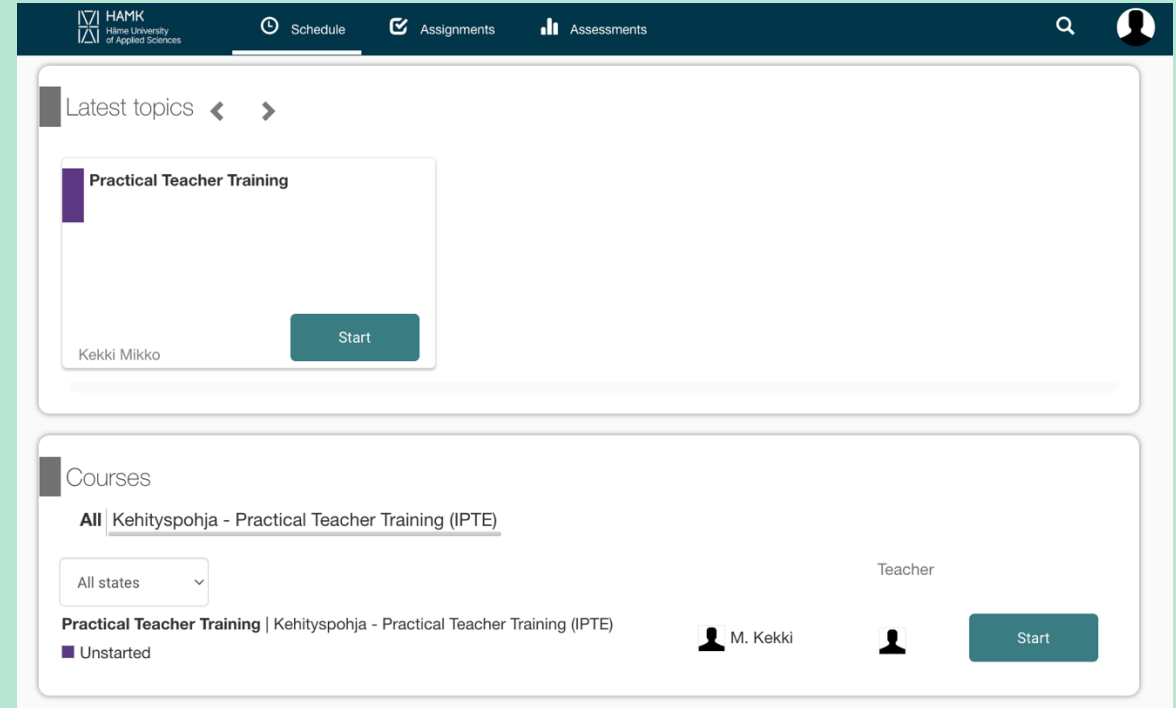 HAMK
Häme University
of Applied Sciences
Schedule
Assignments
Assessments
Latest topics
Practical Teacher Training
Start
Kekki Mikko
Courses
All Kehityspohja - Practical Teacher Training (IPTE)
All states
Teacher
Practical Teacher Training | Kehityspohja - Practical Teacher Training (IPTE)
M. Kekki
Start
Unstarted